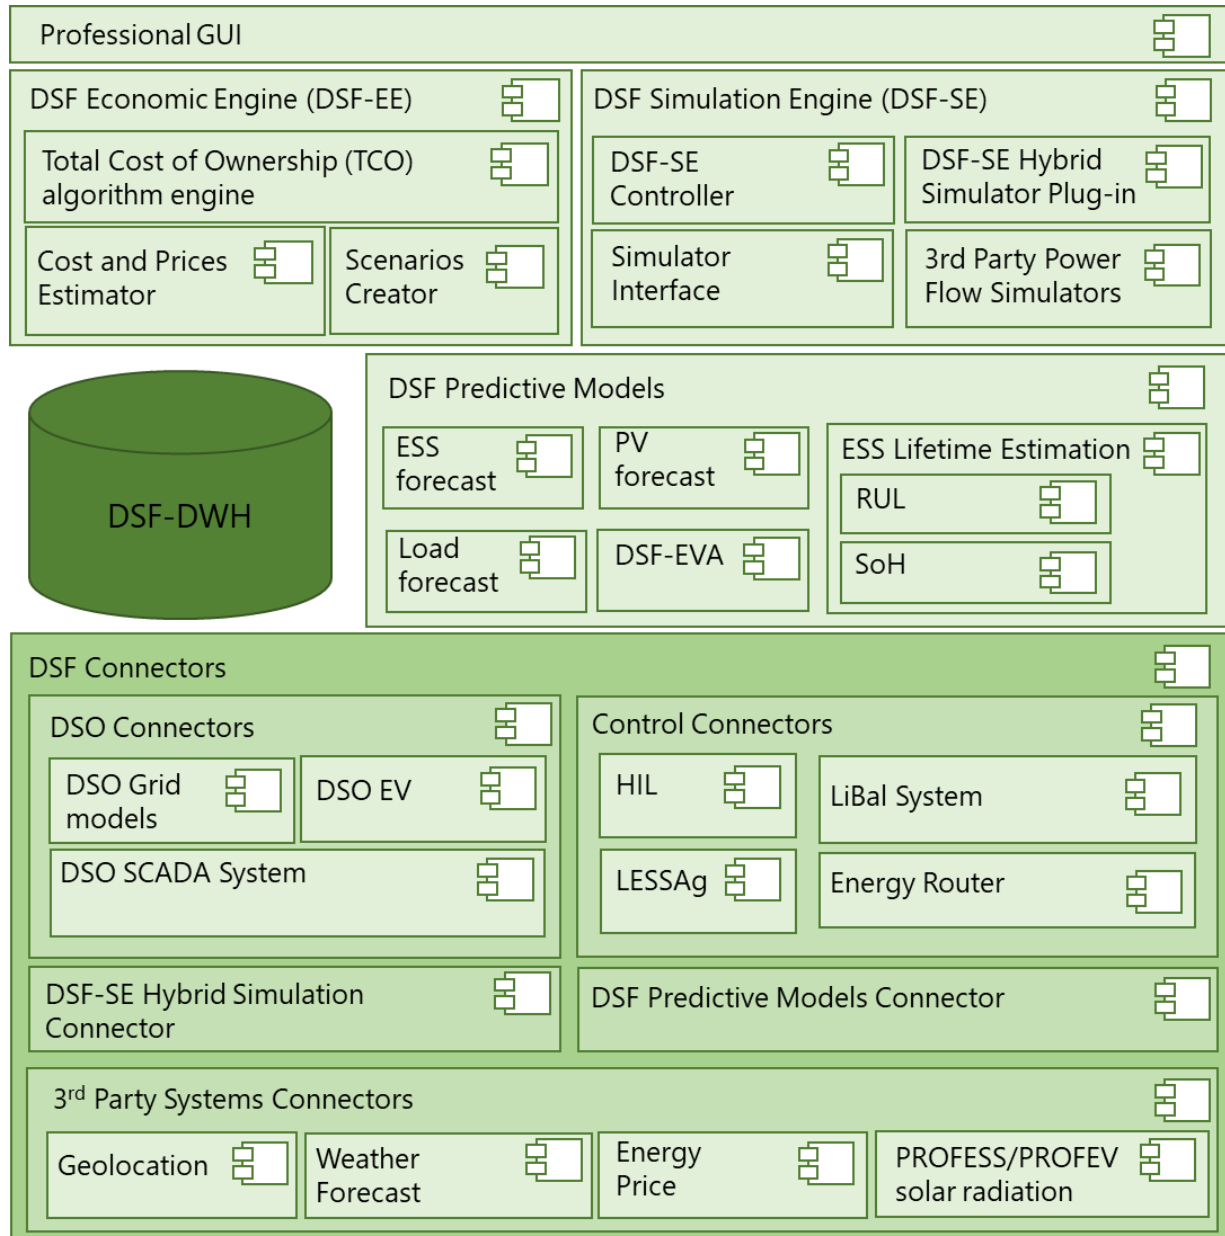 Professional GUI
DSF Economic Engine (DSF-EE)
Total Cost of Ownership (TCO)
algorithm engine
Cost and Prices
Estimator
Scenarios
Creator
DSF Simulation Engine (DSF-SE)
DSF-SE
Controller
DSF-SE Hybrid
Simulator Plug-in
Simulator
Interface
3rd Party Power
Flow Simulators
DSF-DWH
DSF Predictive Models
ESS
forecast
PV
forecast
Load
forecast
DSF-EVA
ESS Lifetime Estimation
RUL
SoH
DSF Connectors
DSO Connectors
DSO Grid
models
DSO EV
DSO SCADA System
Control Connectors
HIL
LiBal System
LESSAg
Energy Router
DSF-SE Hybrid Simulation
Connector
DSF Predictive Models Connector
3rd Party Systems Connectors
Geolocation
Weather
Forecast
Energy
Price
PROFESS/PROFEV
solar radiation